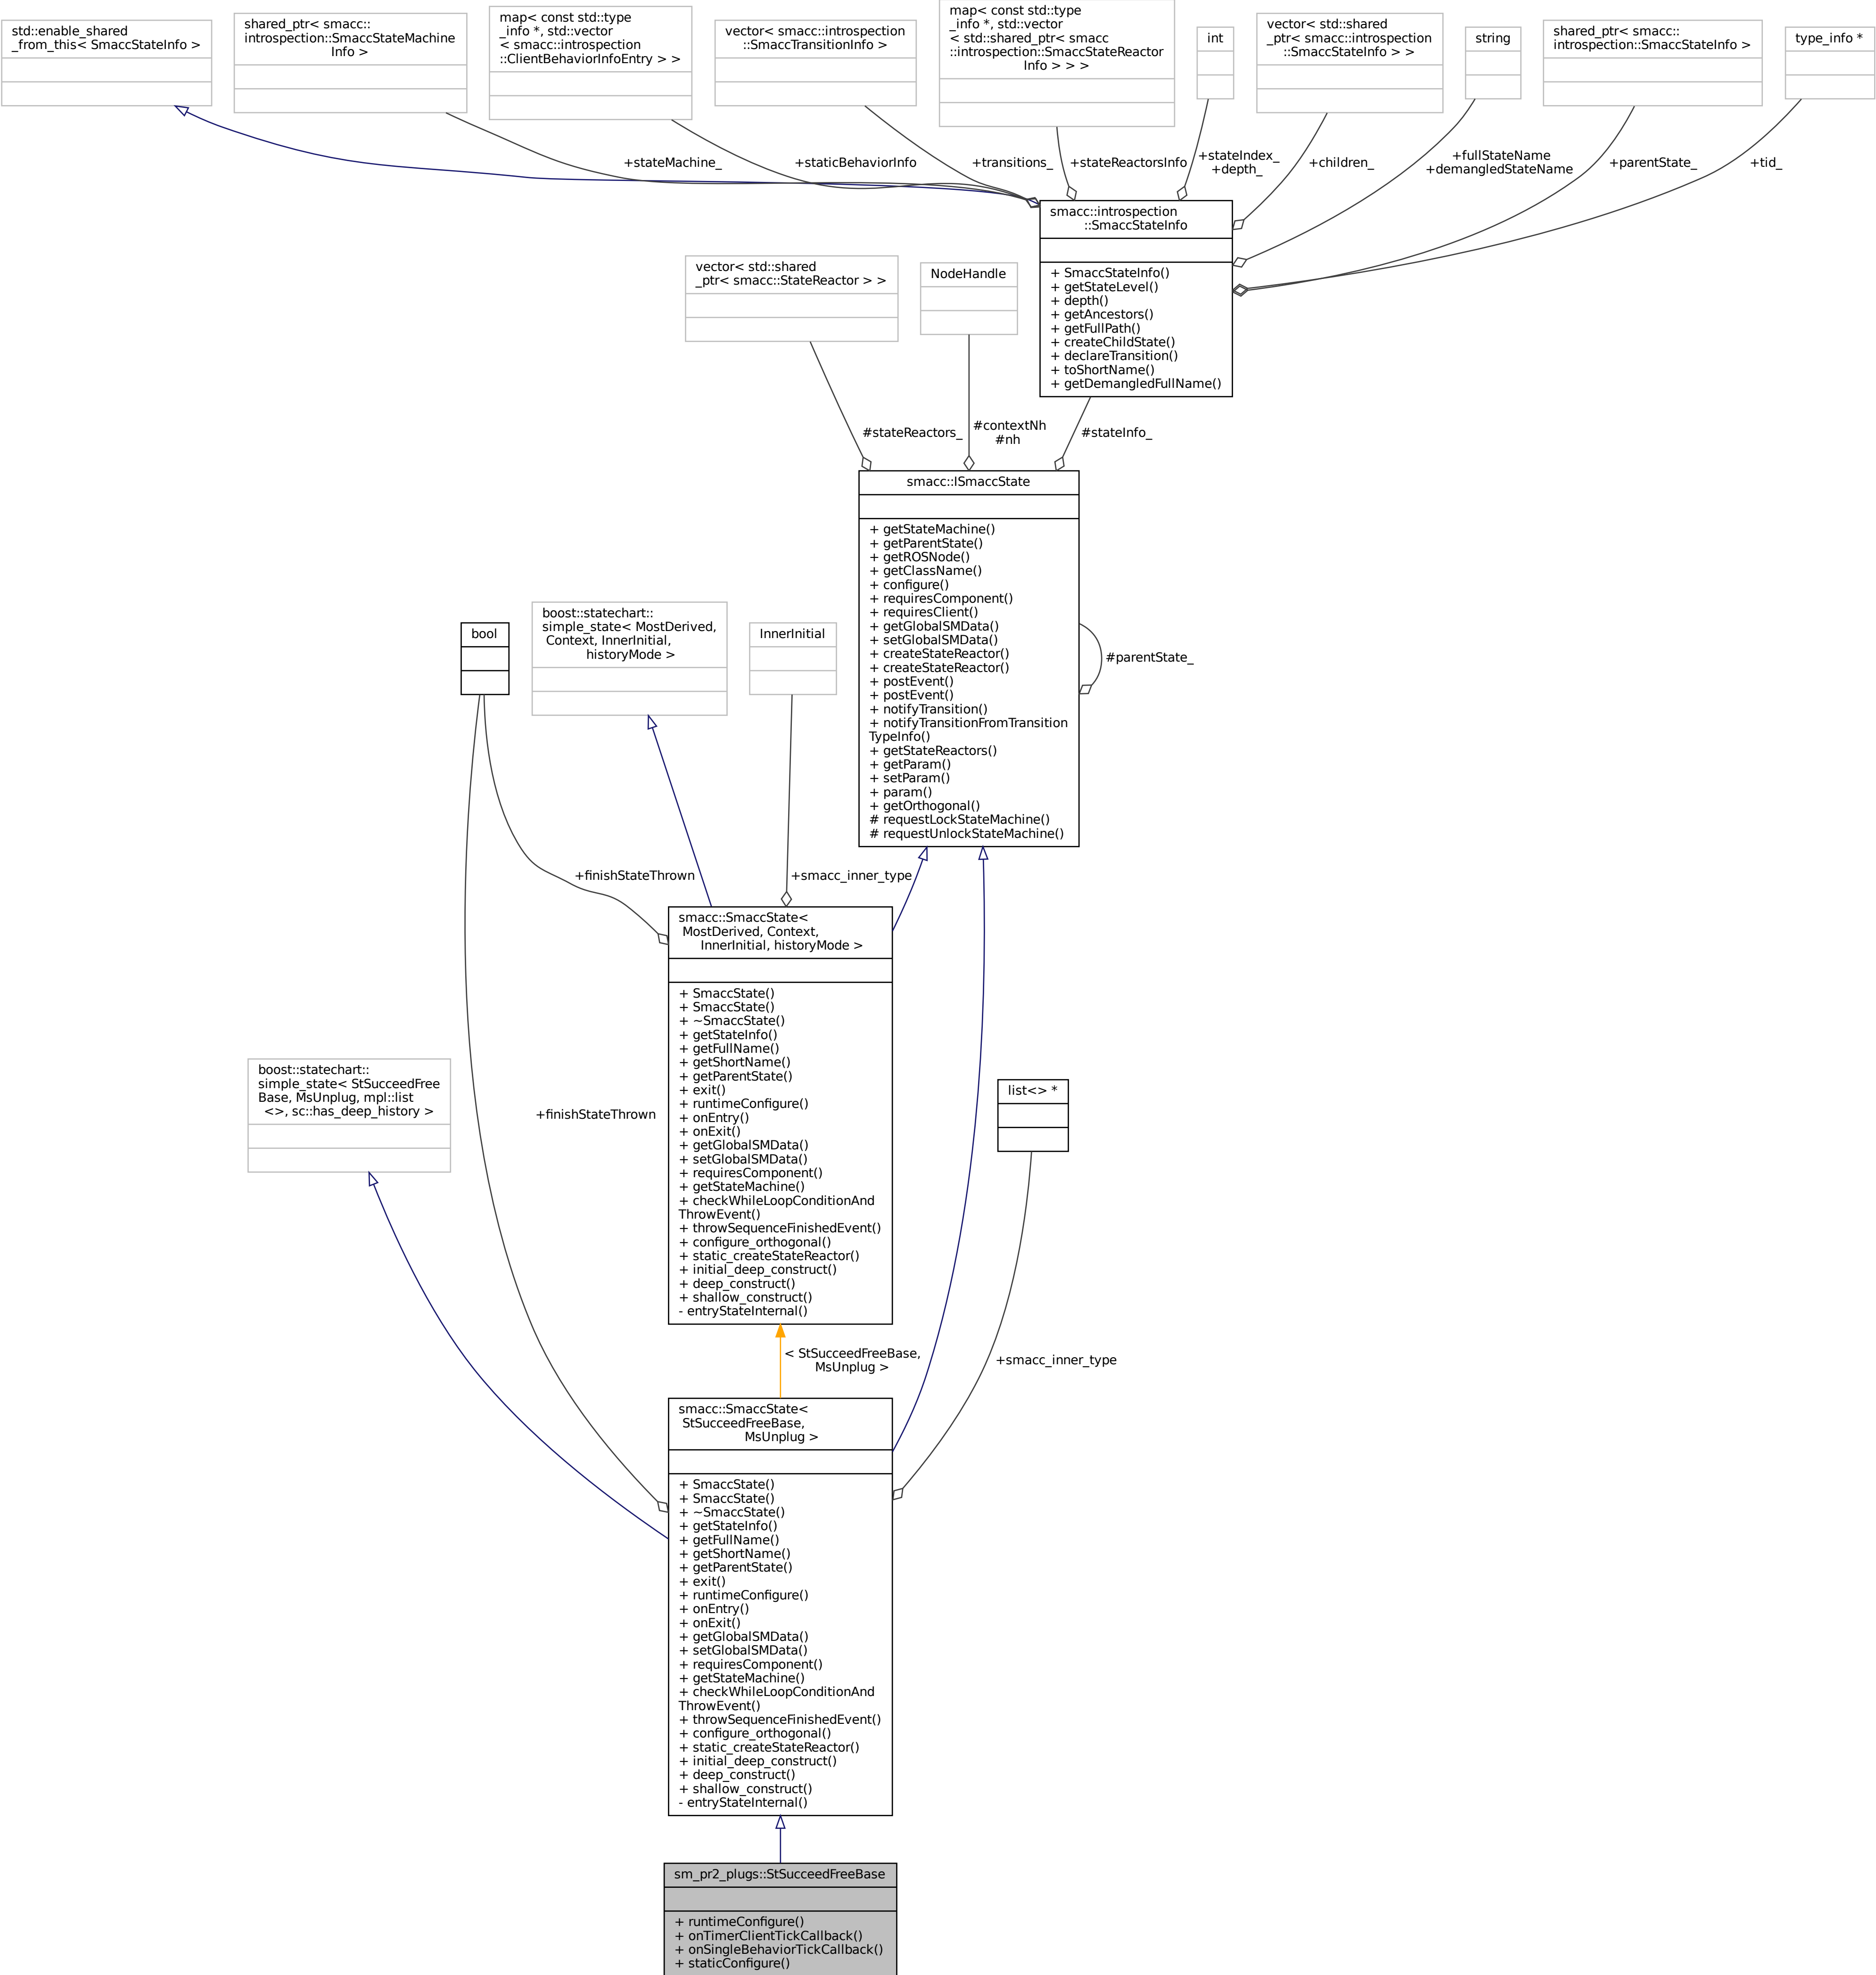 std::enable_shared
_from_this< SmaccStateInfo >
shared_ptr< smacc::
introspection::SmaccStateMachine
Info >
map< const std::type
_info *, std::vector
< smacc::introspection
::ClientBehaviorInfoEntry > >
vector< smacc::introspection
::SmaccTransitionInfo >
map< const std::type
_info *, std::vector
< std::shared_ptr< smacc
::introspection::SmaccStateReactor
Info > > >
int
vector< std::shared
_ptr< smacc::introspection
::SmaccStateInfo > >
string
shared_ptr< smacc::
introspection::SmaccStateInfo >
type_info *
+stateMachine_
+staticBehaviorInfo
+transitions_
+stateReactorsInfo
+stateIndex_
+depth_
+children_
+fullStateName
+demangledStateName
+parentState_
+tid_
smacc::introspection
::SmaccStateInfo
+ SmaccStateInfo()
+ getStateLevel()
+ depth()
+ getAncestors()
+ getFullPath()
+ createChildState()
+ declareTransition()
+ toShortName()
+ getDemangledFullName()
vector< std::shared
_ptr< smacc::StateReactor > >
NodeHandle
#stateReactors_
#contextNh
#nh
#stateInfo_
smacc::ISmaccState
+ getStateMachine()
+ getParentState()
+ getROSNode()
+ getClassName()
+ configure()
+ requiresComponent()
+ requiresClient()
+ getGlobalSMData()
+ setGlobalSMData()
+ createStateReactor()
+ createStateReactor()
+ postEvent()
+ postEvent()
+ notifyTransition()
+ notifyTransitionFromTransition
TypeInfo()
+ getStateReactors()
+ getParam()
+ setParam()
+ param()
+ getOrthogonal()
# requestLockStateMachine()
# requestUnlockStateMachine()
#parentState_
bool
boost::statechart::
simple_state< MostDerived,
Context, InnerInitial,
historyMode >
InnerInitial
+finishStateThrown
+smacc_inner_type
smacc::SmaccState<
MostDerived, Context,
InnerInitial, historyMode >
+ SmaccState()
+ SmaccState()
+ ~SmaccState()
+ getStateInfo()
+ getFullName()
+ getShortName()
+ getParentState()
+ exit()
+ runtimeConfigure()
+ onEntry()
+ onExit()
+ getGlobalSMData()
+ setGlobalSMData()
+ requiresComponent()
+ getStateMachine()
+ checkWhileLoopConditionAnd
ThrowEvent()
+ throwSequenceFinishedEvent()
+ configure_orthogonal()
+ static_createStateReactor()
+ initial_deep_construct()
+ deep_construct()
+ shallow_construct()
- entryStateInternal()
boost::statechart::
simple_state< StSucceedFree
Base, MsUnplug, mpl::list
<>, sc::has_deep_history >
+finishStateThrown
list<> *
< StSucceedFreeBase,
MsUnplug >
+smacc_inner_type
smacc::SmaccState<
StSucceedFreeBase,
MsUnplug >
+ SmaccState()
+ SmaccState()
+ ~SmaccState()
+ getStateInfo()
+ getFullName()
+ getShortName()
+ getParentState()
+ exit()
+ runtimeConfigure()
+ onEntry()
+ onExit()
+ getGlobalSMData()
+ setGlobalSMData()
+ requiresComponent()
+ getStateMachine()
+ checkWhileLoopConditionAnd
ThrowEvent()
+ throwSequenceFinishedEvent()
+ configure_orthogonal()
+ static_createStateReactor()
+ initial_deep_construct()
+ deep_construct()
+ shallow_construct()
- entryStateInternal()
sm_pr2_plugs::StSucceedFreeBase
+ runtimeConfigure()
+ onTimerClientTickCallback()
+ onSingleBehaviorTickCallback()
+ staticConfigure()